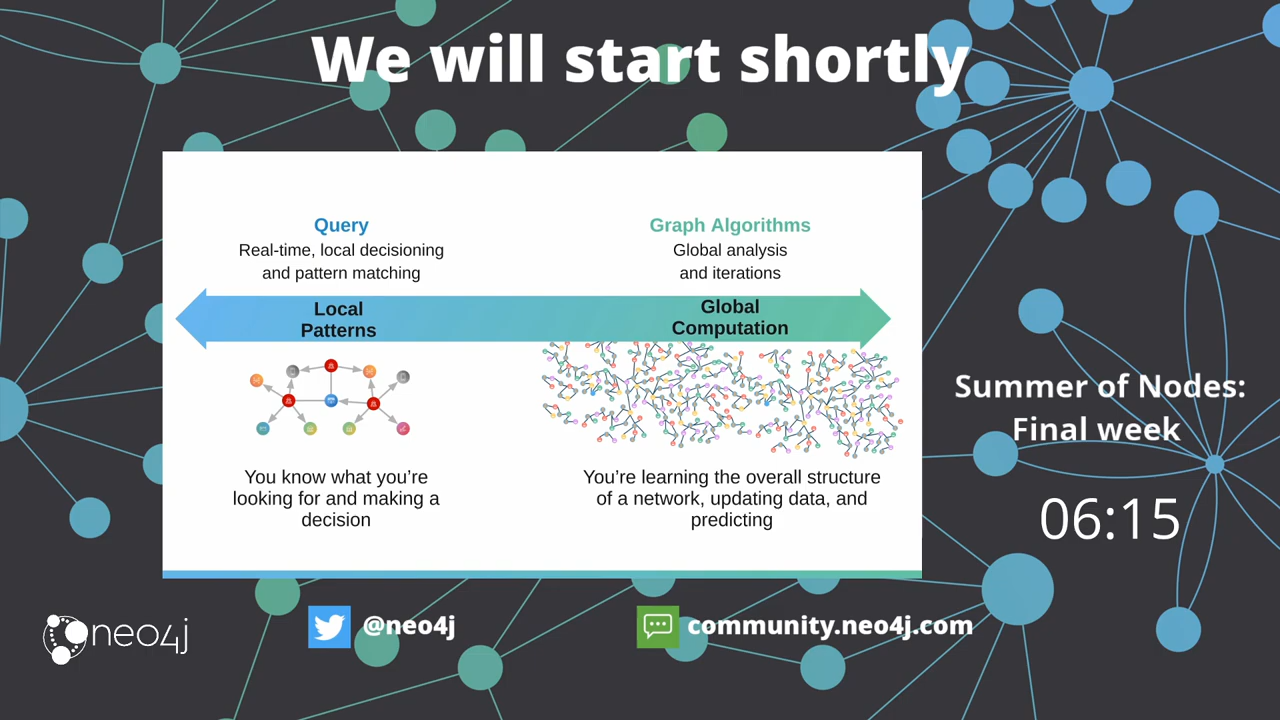 We will start shortly
Query
Real-time, local decisioning
and pattern matching
Graph Algorithms
Global analysis
and iterations
Local
Patterns
Global
Computation
You know what you’re
looking for and making a
decision
You’re learning the overall structure
of a network, updating data, and
predicting
Summer of Nodes:
Final week
06:15
neo4j
@neo4j
community.neo4j.com